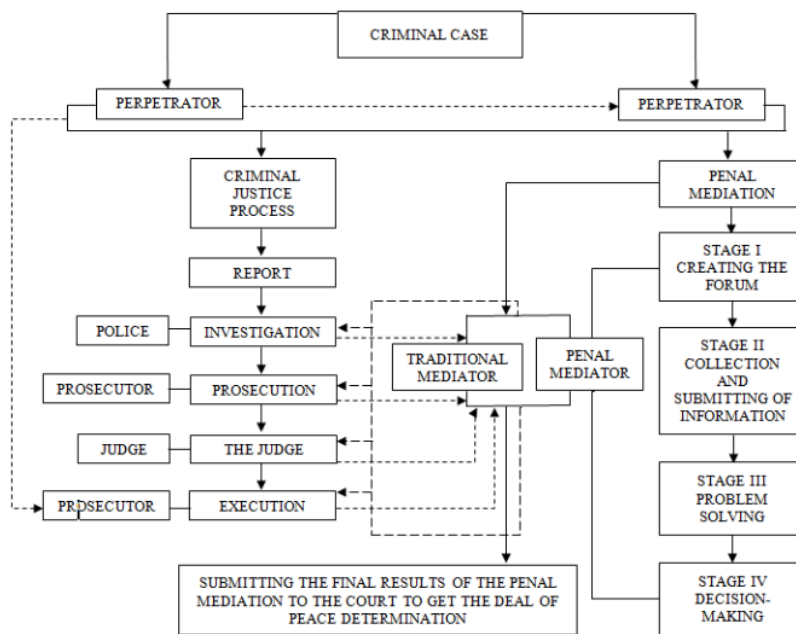 CRIMINAL CASE
PERPETRATOR
PERPETRATOR
CRIMINAL
JUSTICE
PROCESS
PENAL
MEDIATION
REPORT
STAGE I
CREATING THE
FORUM
POLICE
INVESTIGATION
TRADITIONAL
MEDIATOR
PENAL
MEDIATOR
STAGE II
COLLECTION
AND
SUBMITTING OF
INFORMATION
PROSECUTOR
PROSECUTION
JUDGE
THE JUDGE
STAGE III
PROBLEM
SOLVING
PROSECUTOR
EXECUTION
SUBMITTING THE FINAL RESULTS OF THE PENAL
MEDIATION TO THE COURT TO GET THE DEAL OF
PEACE DETERMINATION
STAGE IV
DECISION-
MAKING